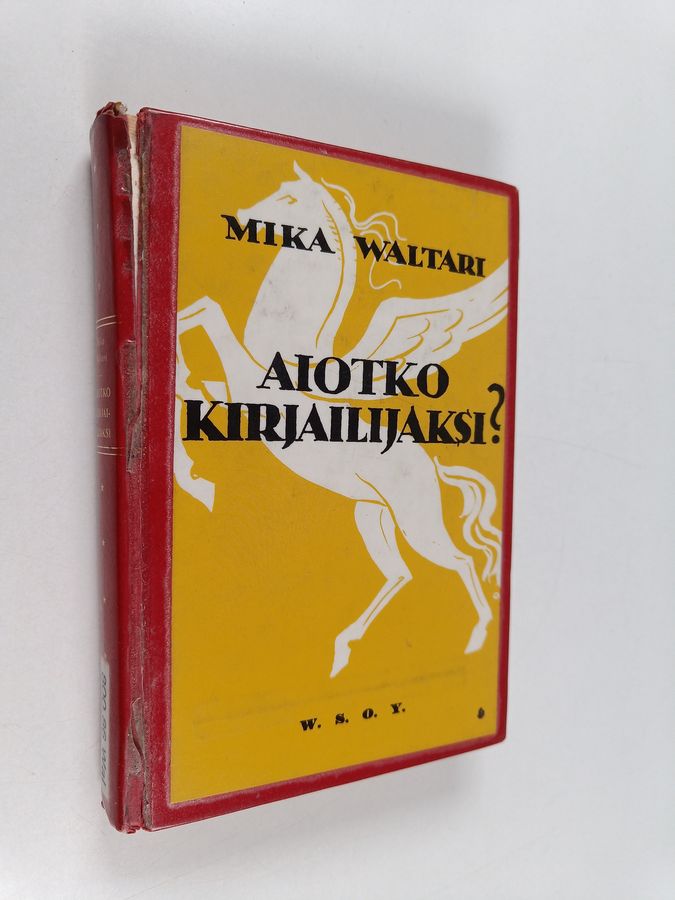 MIKA WALTARI
AIOTKO
KIRJAILIJAKSI?
W. S. O. Y.